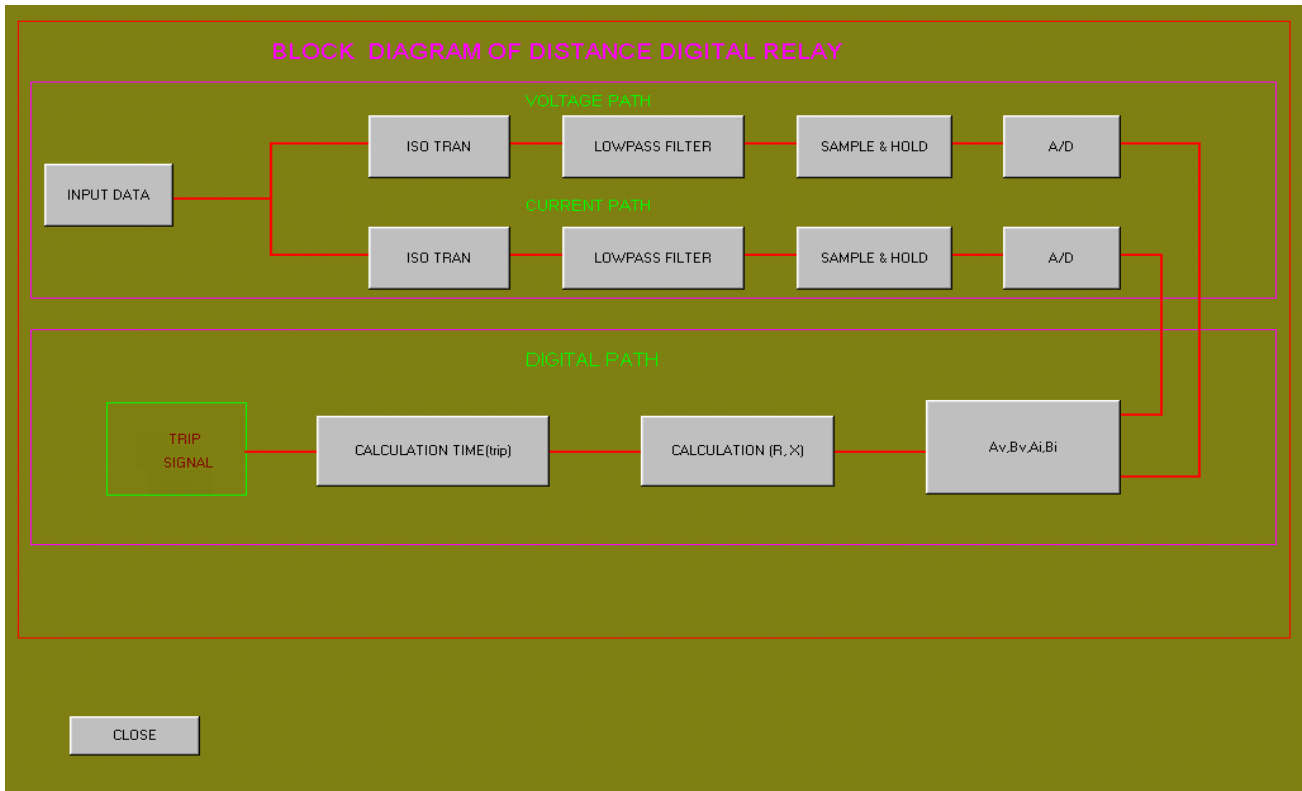 BLOCK DIAGRAM OF DISTANCE DIGITAL RELAY
VOLTAGE PATH
ISO TRAN
LOWPASS FILTER
SAMPLE & HOLD
A/D
INPUT DATA
CURRENT PATH
ISO TRAN
LOWPASS FILTER
SAMPLE & HOLD
A/D
DIGITAL PATH
TRIP
SIGNAL
CALCULATION TIME(trip)
CALCULATION (R, X)
Av,Bv,Ai,Bi
CLOSE